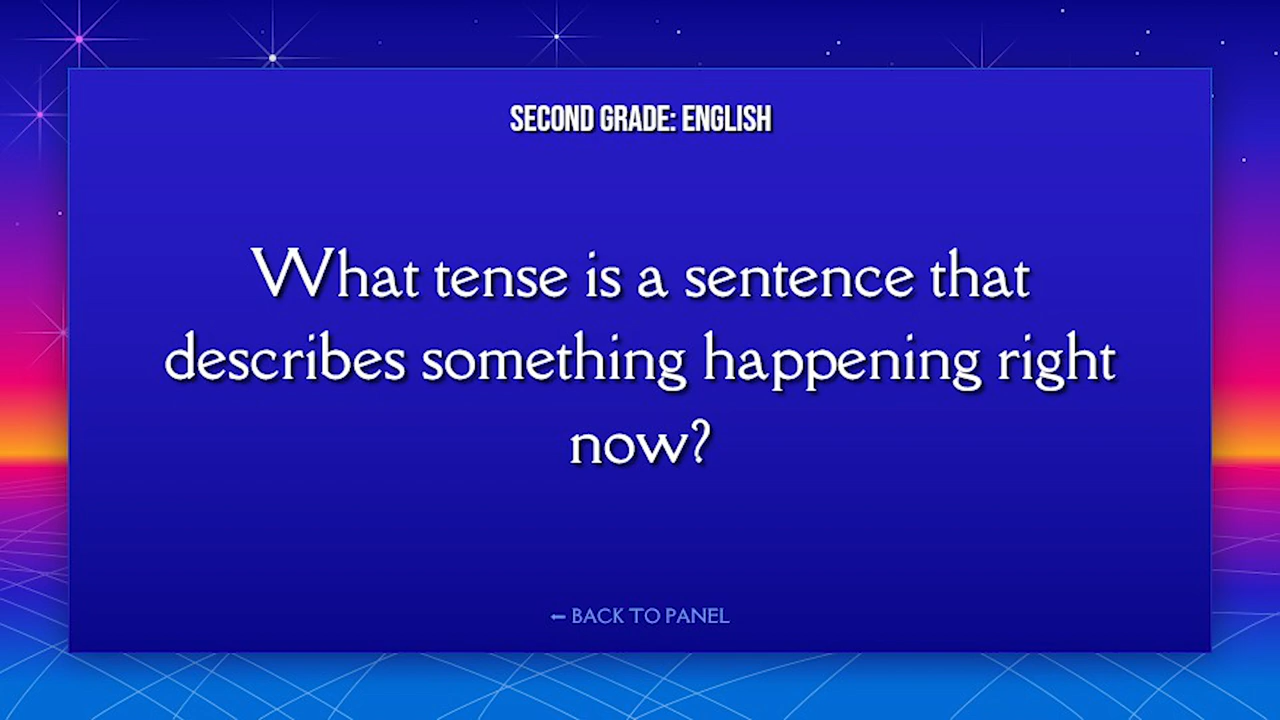 SECOND GRADE: ENGLISH
What tense is a sentence that
describes something happening right
now?
← BACK TO PANEL